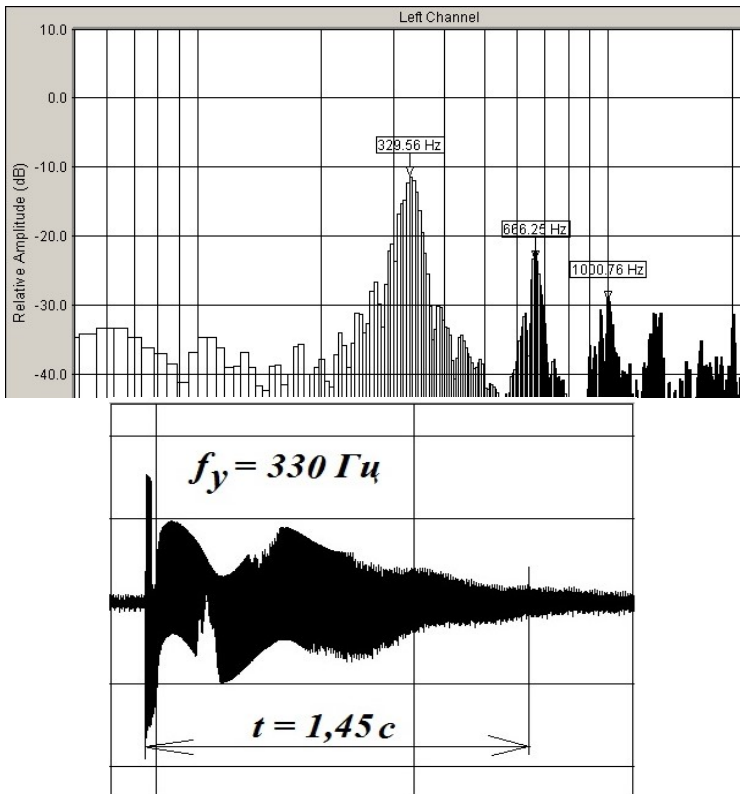 Left Channel
10.0
0.0
-10.0
-20.0
-30.0
-40.0
Relative Amplitude (dB)
329.56 Hz
666.25 Hz
1000.76 Hz
fу = 330 Гц
t = 1,45 с